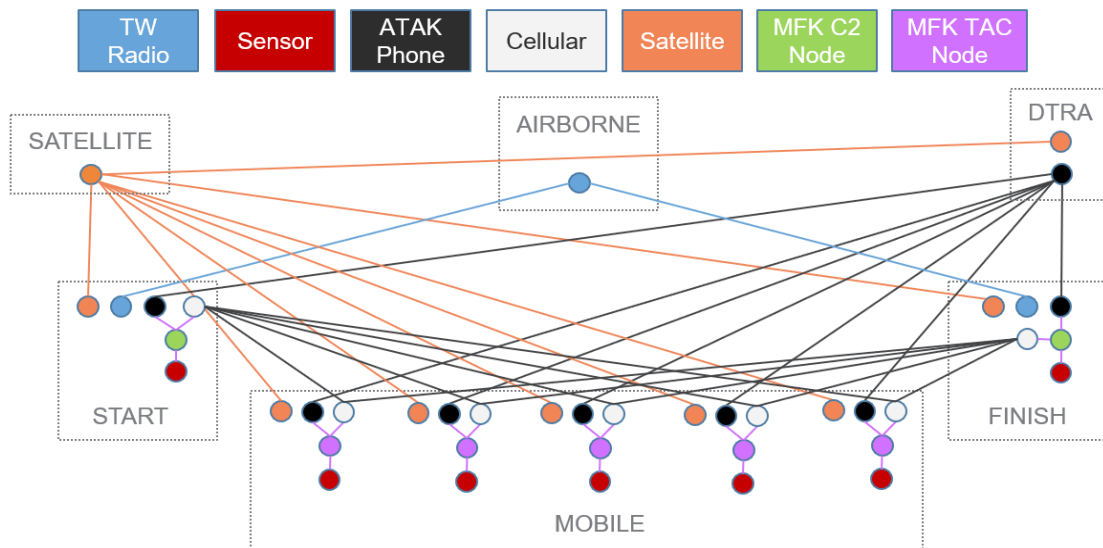 TW
Radio
Sensor
ATAK
Phone
Cellular
Satellite
MFK C2
Node
MFK TAC
Node
SATELLITE
AIRBORNE
DTRA
START
FINISH
MOBILE